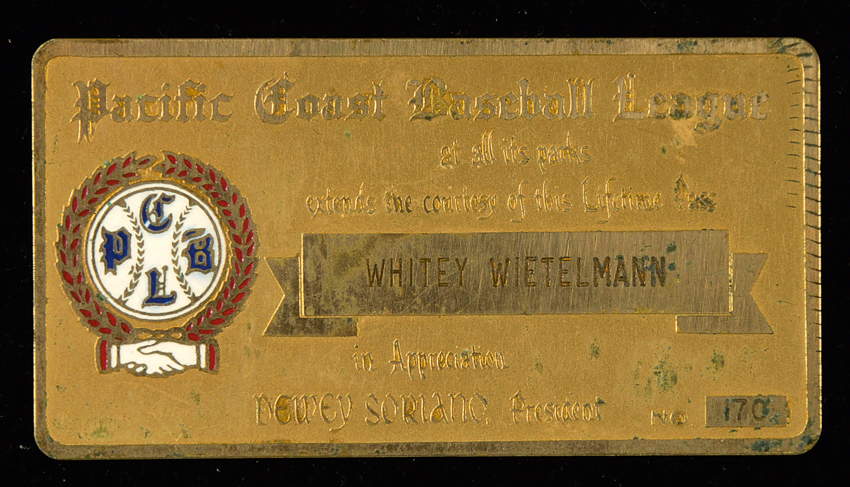 Pacific Coast Baseball League
at all its parks
extends the courtesy of this Lifetime Pass
P C B L
WHITEY WIETELMANN
in Appreciation
DEWEY SORIANO President
No 170